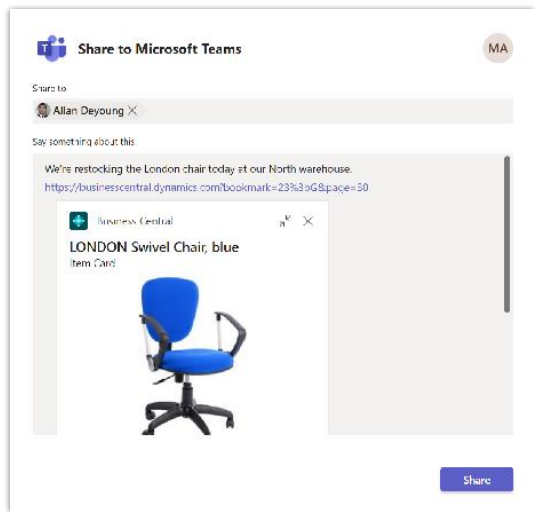 Share to Microsoft Teams
MA
Share to
Allan Deyoung
Say something about this
We're restocking the London chair today at our North warehouse.
https://businesscentral.dynamics.com?bookmark=23%3bG&page=30
Business Central
LONDON Swivel Chair, blue
Item Card
Share